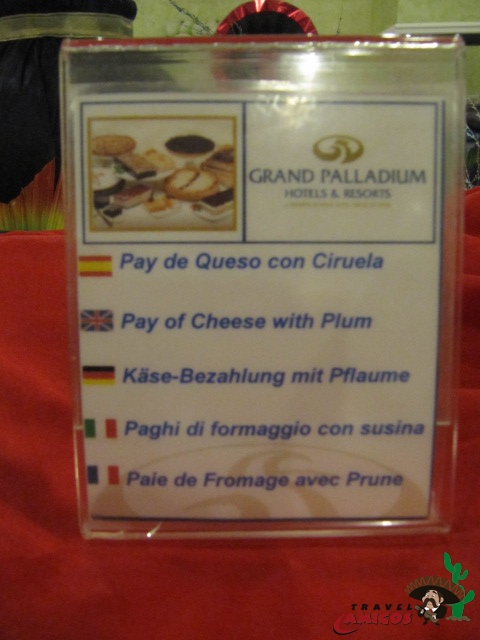 GRAND PALLADIUM
HOTELS & RESORTS
Pay de Queso con Ciruela
Pay of Cheese with Plum
Käse-Bezahlung mit Pflaume
Paghi di formaggio con susina
Paie de Fromage avec Prune
TRAVEL
AMIGOS